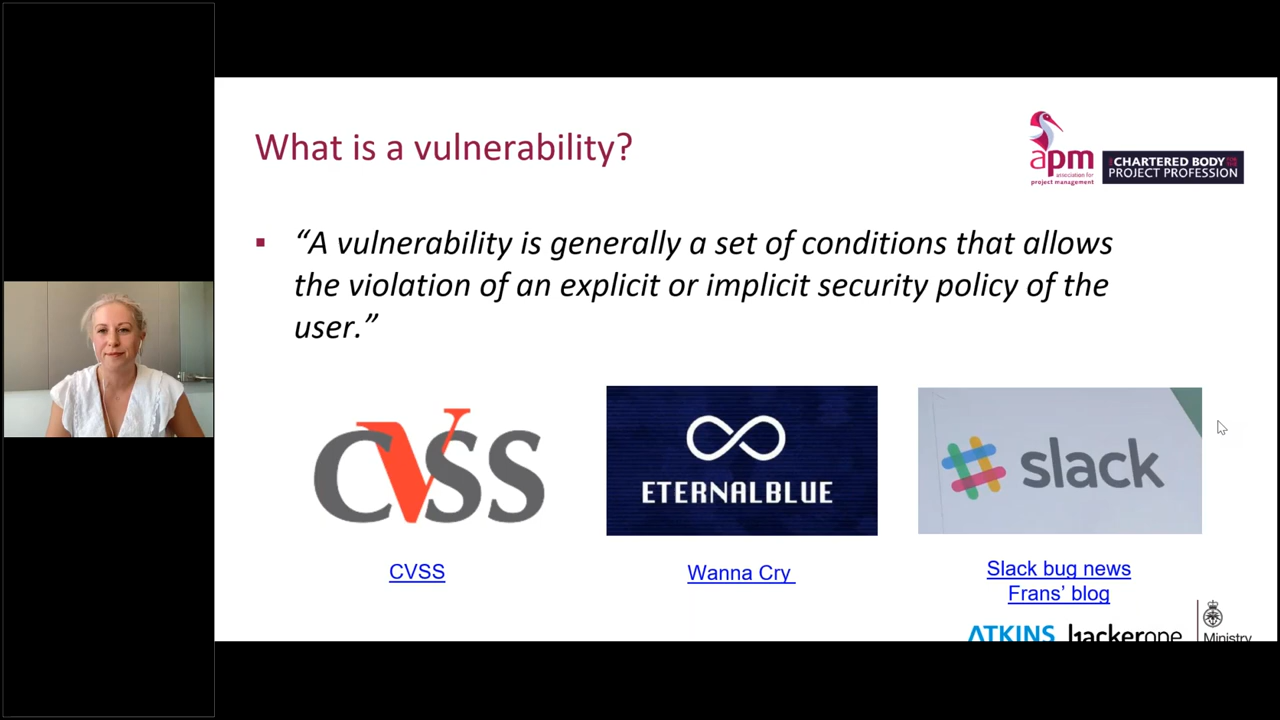 What is a vulnerability?
apm
association for
project management
CHARTERED BODY
PROJECT PROFESSION
“A vulnerability is generally a set of conditions that allows
the violation of an explicit or implicit security policy of the
user.”
CVSS
ETERNALBLUE
slack
CVSS
Wanna Cry
Slack bug news
Frans’ blog
ATKINS
hackerone
Ministry